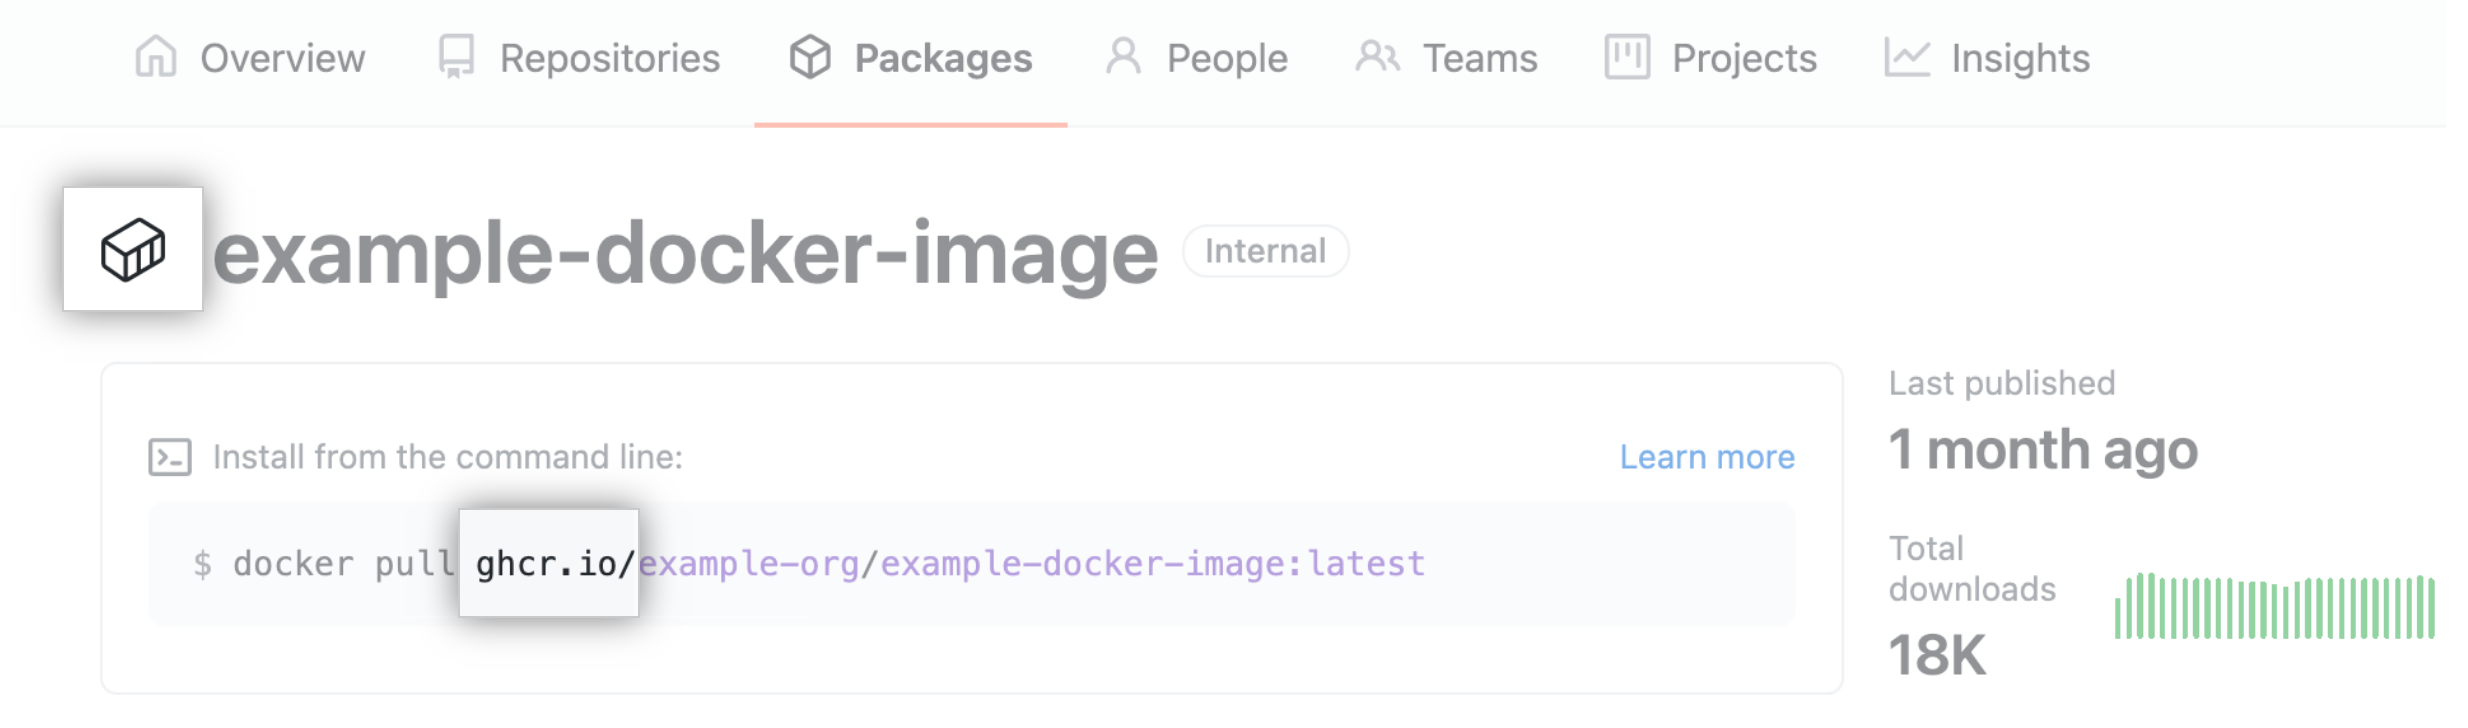 Overview Repositories Packages People Teams Projects Insights
example-docker-image Internal
Install from the command line: Learn more
$ docker pull ghcr.io/example-org/example-docker-image:latest
Last published
1 month ago
Total
downloads
18K